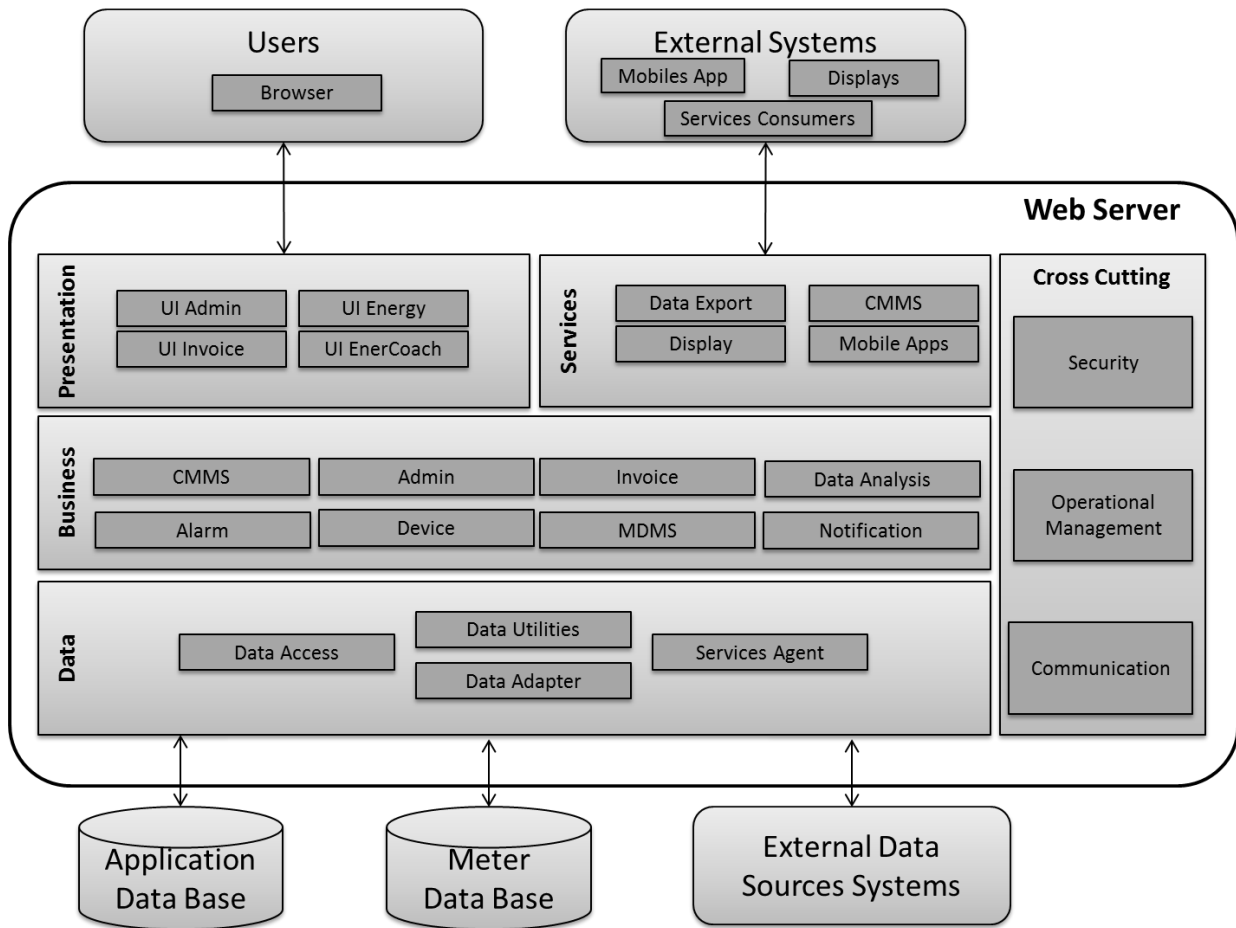 Users
Browser
External Systems
Mobiles App
Displays
Services Consumers
Web Server
Presentation
UI Admin
UI Energy
UI Invoice
UI EnerCoach
Services
Data Export
CMMS
Display
Mobile Apps
Cross Cutting
Security
Operational
Management
Communication
Business
CMMS
Admin
Invoice
Data Analysis
Alarm
Device
MDMS
Notification
Data
Data Access
Data Utilities
Data Adapter
Services Agent
Application
Data Base
Meter
Data Base
External Data
Sources Systems